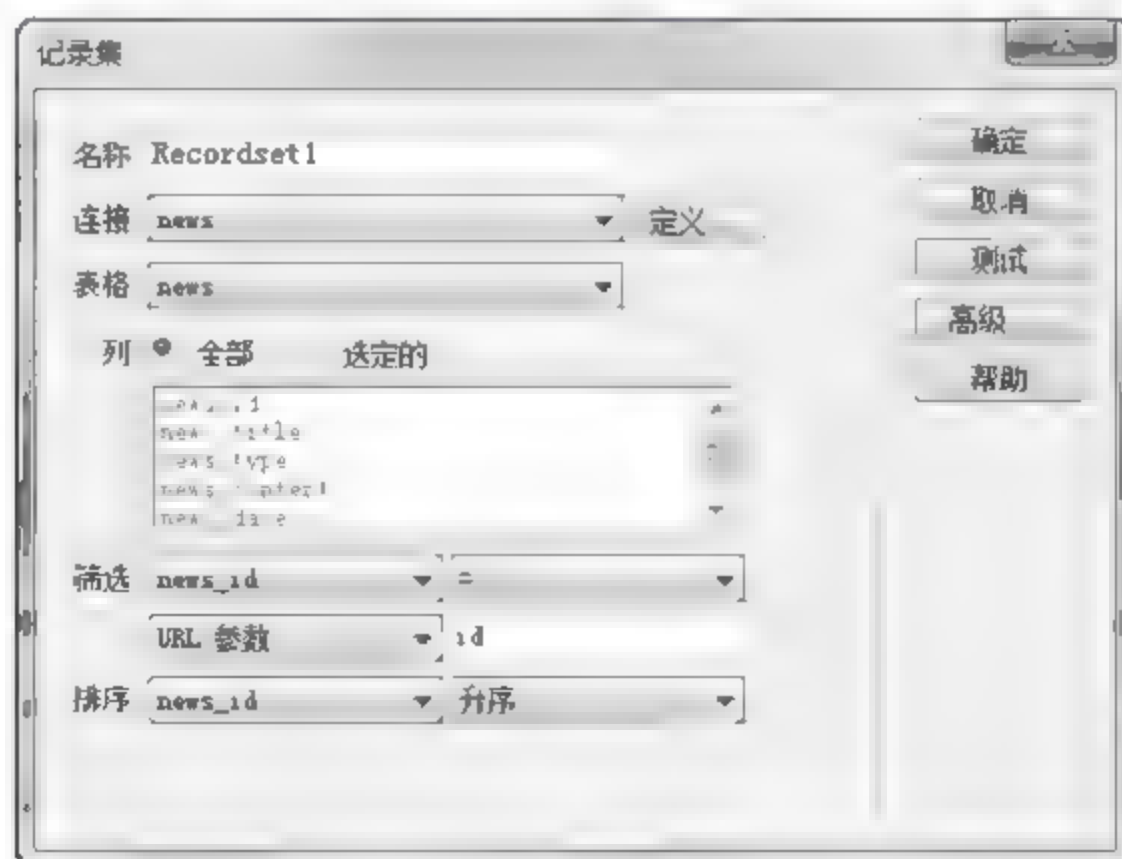 记录集
名称 Recordset1
连接 news 定义
表格 news
列 全部 选定的
筛选 news_id =
URL 参数 id
排序 news_id 升序
确定
取消
测试
高级
帮助